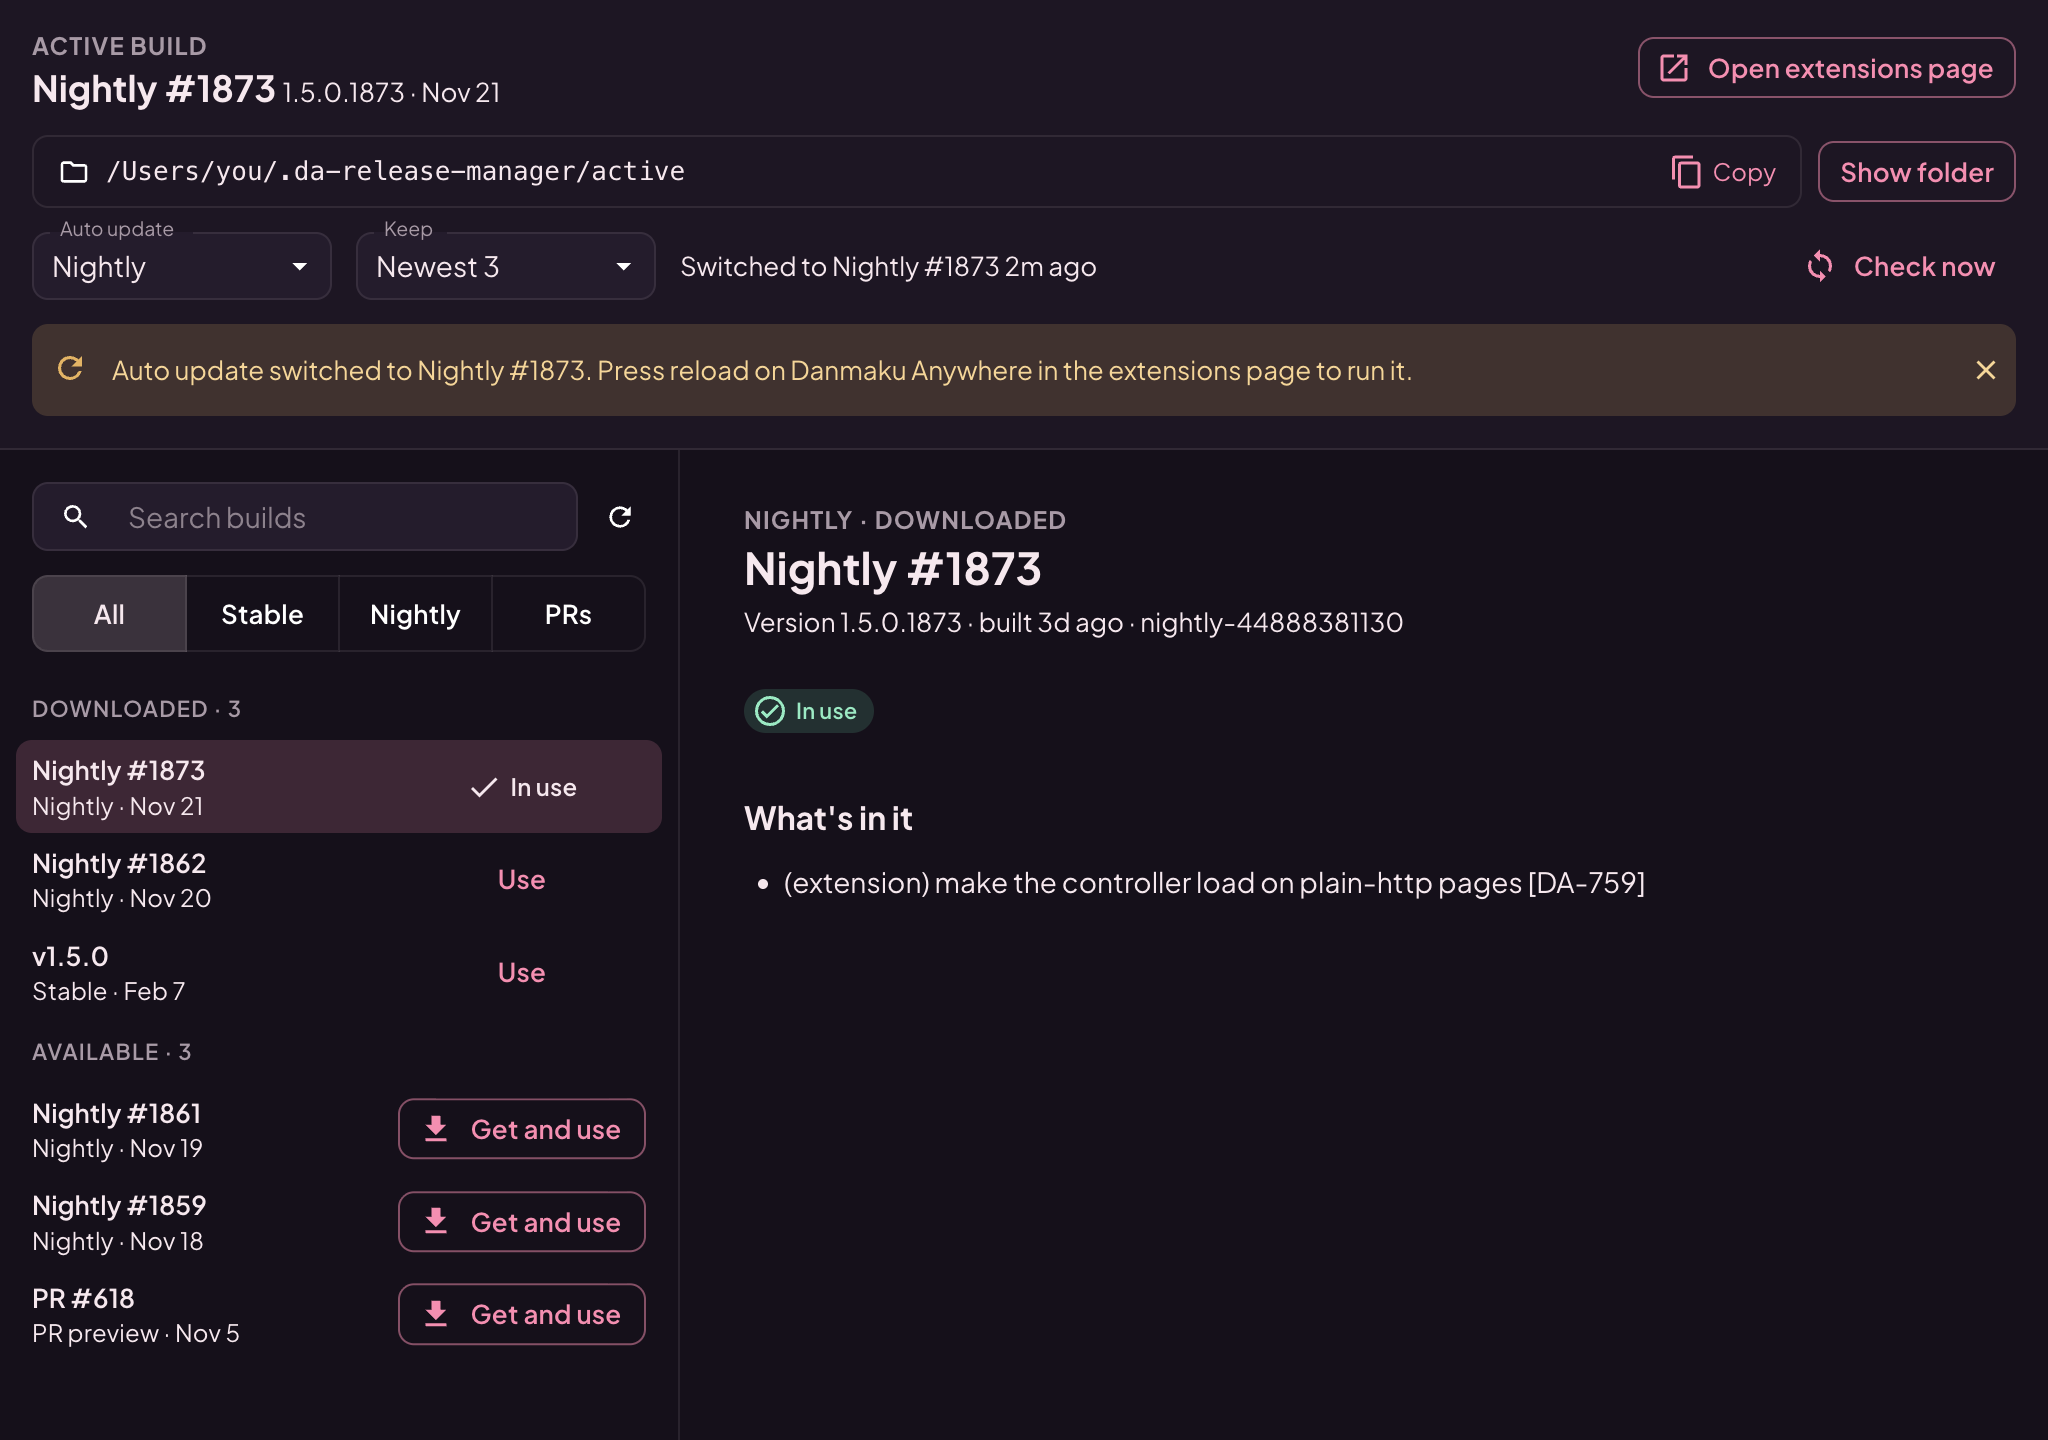 ACTIVE BUILD
Nightly #1873 1.5.0.1873 · Nov 21
Open extensions page
/Users/you/.da-release-manager/active
Copy
Show folder
Auto update
Nightly
Keep
Newest 3
Switched to Nightly #1873 2m ago
Check now
Auto update switched to Nightly #1873. Press reload on Danmaku Anywhere in the extensions page to run it.
Search builds
All
Stable
Nightly
PRs
DOWNLOADED · 3
Nightly #1873
Nightly · Nov 21
In use
Nightly #1862
Nightly · Nov 20
Use
v1.5.0
Stable · Feb 7
Use
AVAILABLE · 3
Nightly #1861
Nightly · Nov 19
Get and use
Nightly #1859
Nightly · Nov 18
Get and use
PR #618
PR preview · Nov 5
Get and use
NIGHTLY · DOWNLOADED
Nightly #1873
Version 1.5.0.1873 · built 3d ago · nightly-44888381130
In use
What's in it
• (extension) make the controller load on plain-http pages [DA-759]